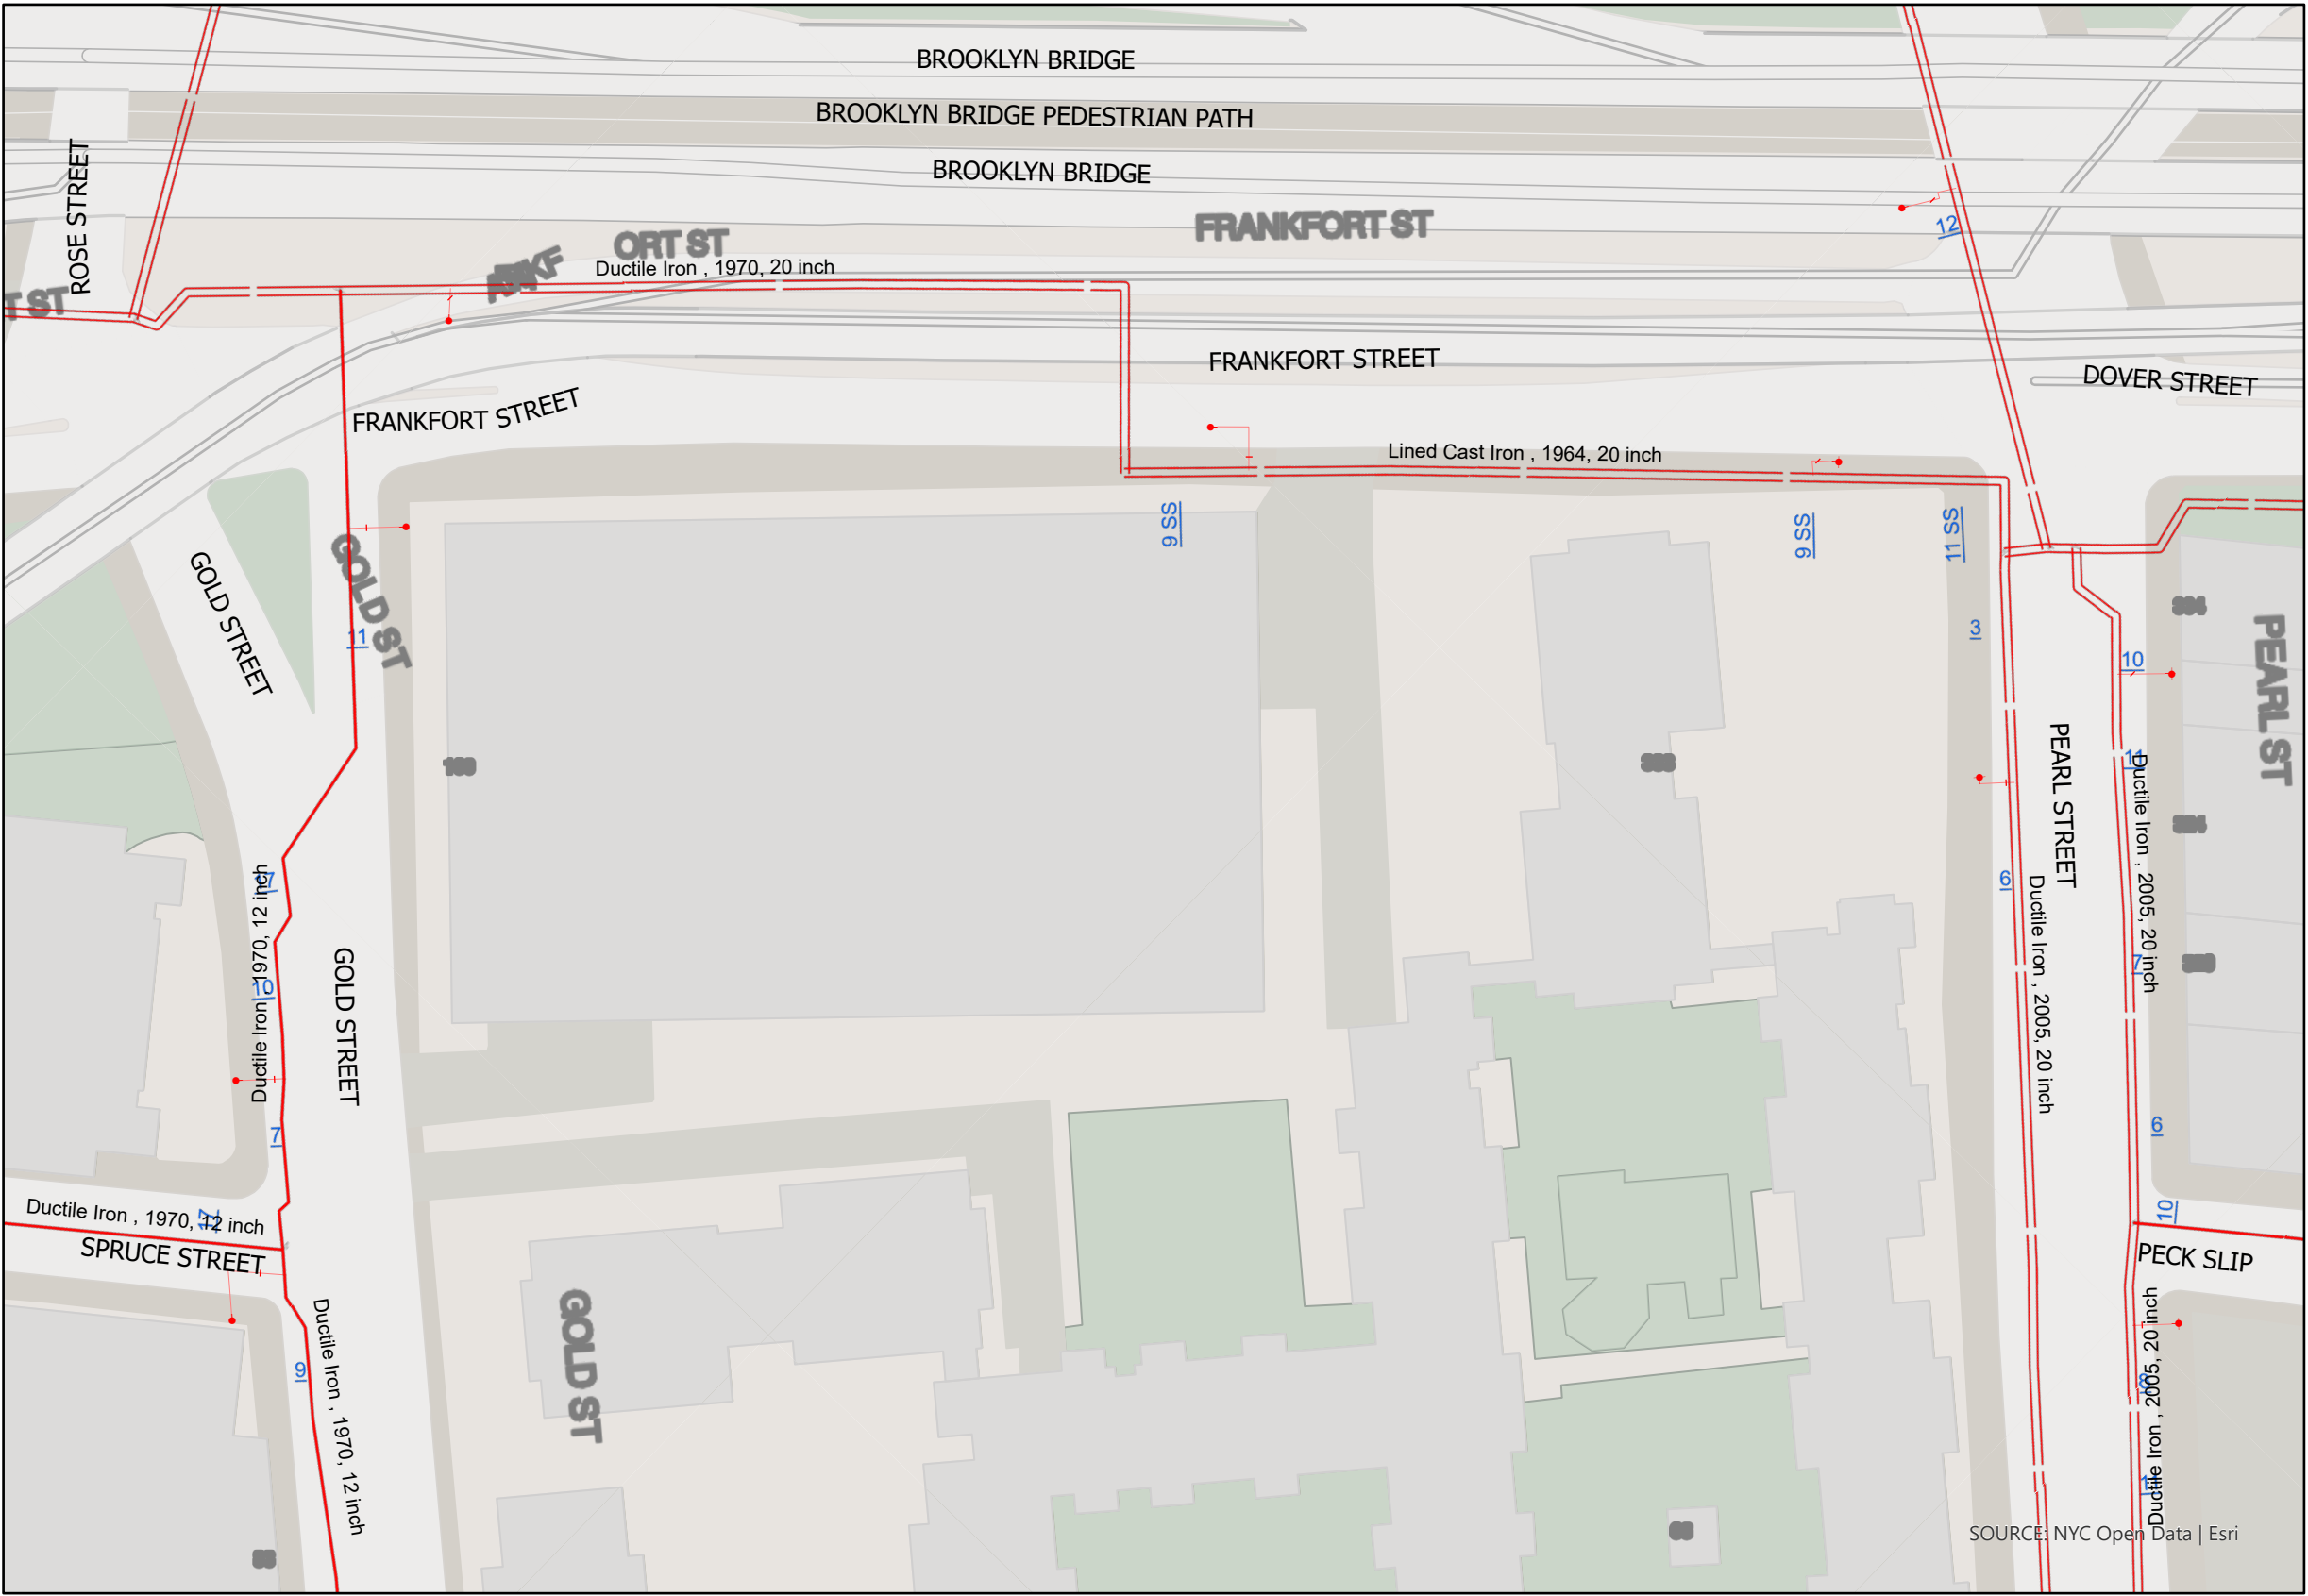 BROOKLYN BRIDGE
BROOKLYN BRIDGE PEDESTRIAN PATH
BROOKLYN BRIDGE
ROSE STREET
FRANKFORT ST
ORT ST
12
Ductile Iron , 1970, 20 inch
T ST
FRANKFORT STREET
DOVER STREET
FRANKFORT STREET
Lined Cast Iron , 1964, 20 inch
9 SS
9 SS
11 SS
GOLD STREET
GOLD ST
11
3
10
PEARL ST
PEARL STREET
11
Ductile Iron , 2005, 20 inch
17
6
Ductile Iron , 1970, 12 inch
10
GOLD STREET
7
Ductile Iron , 2005, 20 inch
7
6
Ductile Iron , 1970, 12 inch
17
SPRUCE STREET
10
PECK SLIP
GOLD ST
9
Ductile Iron , 1970, 12 inch
8
Ductile Iron , 2005, 20 inch
SOURCE: NYC Open Data | Esri